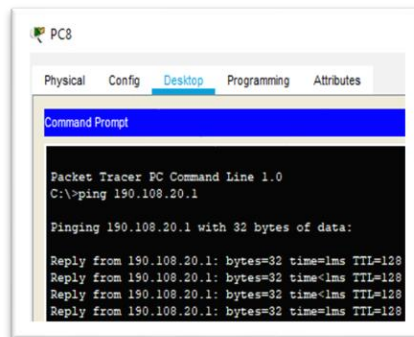 PC8
Physical Config Desktop Programming Attributes
Command Prompt
Packet Tracer PC Command Line 1.0
C:\>ping 190.108.20.1
Pinging 190.108.20.1 with 32 bytes of data:
Reply from 190.108.20.1: bytes=32 time=1ms TTL=128
Reply from 190.108.20.1: bytes=32 time<1ms TTL=128
Reply from 190.108.20.1: bytes=32 time<1ms TTL=128
Reply from 190.108.20.1: bytes=32 time=1ms TTL=128